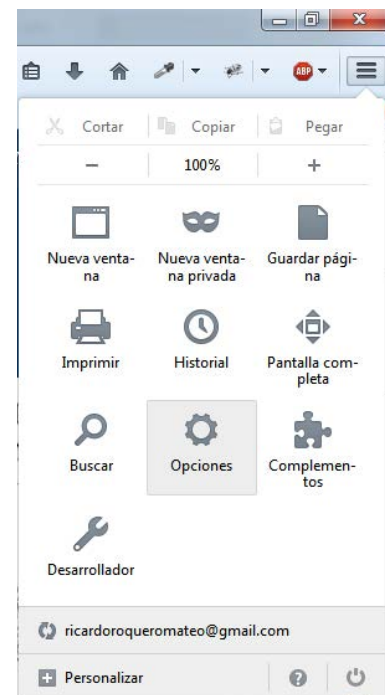 ABP
Cortar Copiar Pegar
− 100% +
Nueva venta- Nueva venta- Guardar pági-
na na privada na
Imprimir Historial Pantalla com-
pleta
Buscar Opciones Complemen-
tos
Desarrollador
ricardoroqueromateo@gmail.com
Personalizar ?